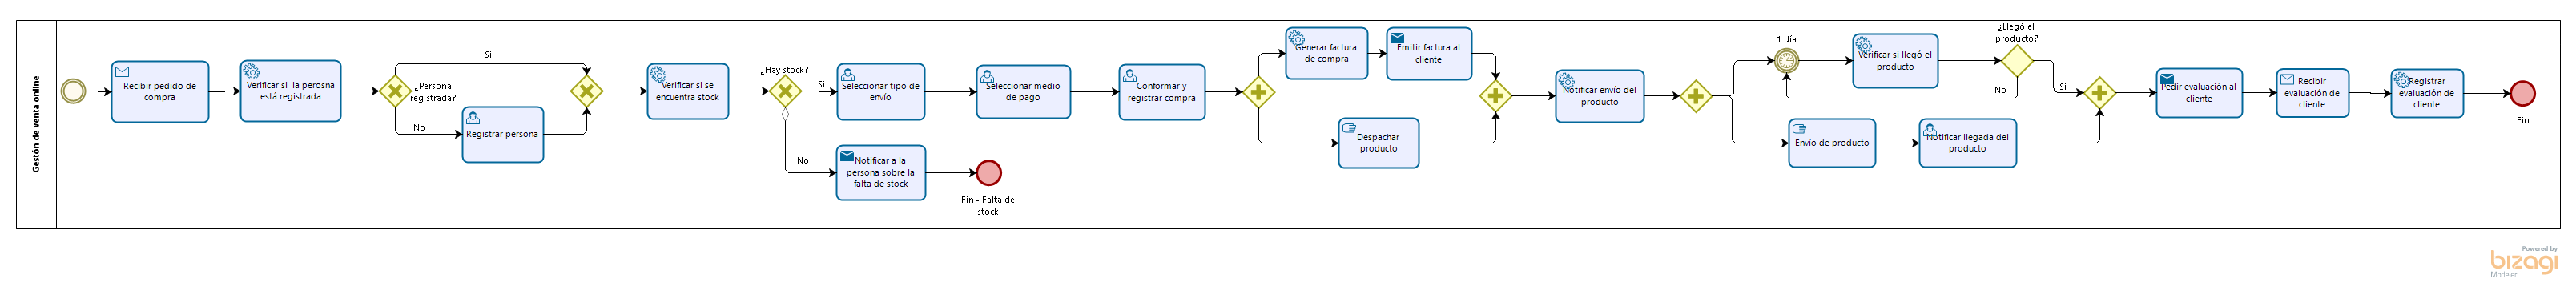 Gestión de venta online
Recibir pedido de
compra
Verificar si la perosna
está registrada
¿Persona
registrada?
Si
No
Registrar persona
Verificar si se
encuentra stock
¿Hay stock?
Si
No
Seleccionar tipo de
envío
Seleccionar medio
de pago
Conformar y
registrar compra
Notificar a la
persona sobre la
falta de stock
Fin - Falta de
stock
Generar factura
de compra
Emitir factura al
cliente
Despachar
producto
Notificar envío del
producto
1 día
Verificar si llegó el
producto
¿Llegó el
producto?
Si
No
Envío de producto
Notificar llegada del
producto
Pedir evaluación al
cliente
Recibir
evaluación de
cliente
Registrar
evaluación de
cliente
Fin
Powered by
bizagi
Modeler